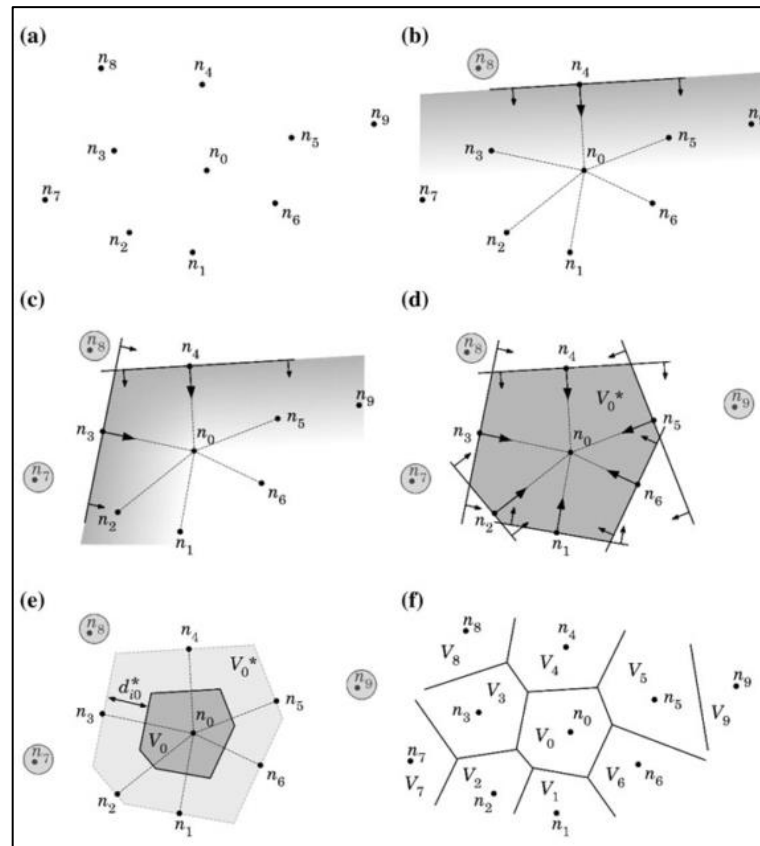 (a)
n₈
n₄
n₉
n₅
n₃
n₀
n₇
n₆
n₂
n₁
(b)
n₈
n₄
n₅
n₃
n₀
n₇
n₆
n₂
n₁
(c)
n₈
n₄
n₉
n₅
n₃
n₀
n₇
n₆
n₂
n₁
(d)
n₈
n₄
V₀*
n₉
n₅
n₃
n₀
n₇
n₆
n₂
n₁
(e)
n₈
n₄
V₀*
d*ᵢ₀
n₉
n₅
n₃
n₀
V₀
n₇
n₆
n₂
n₁
(f)
n₈
n₄
V₈
V₄
V₅
n₉
V₃
n₅
V₉
n₃
n₀
V₀
n₇
V₂
V₆
n₆
V₇
n₂
V₁
n₁